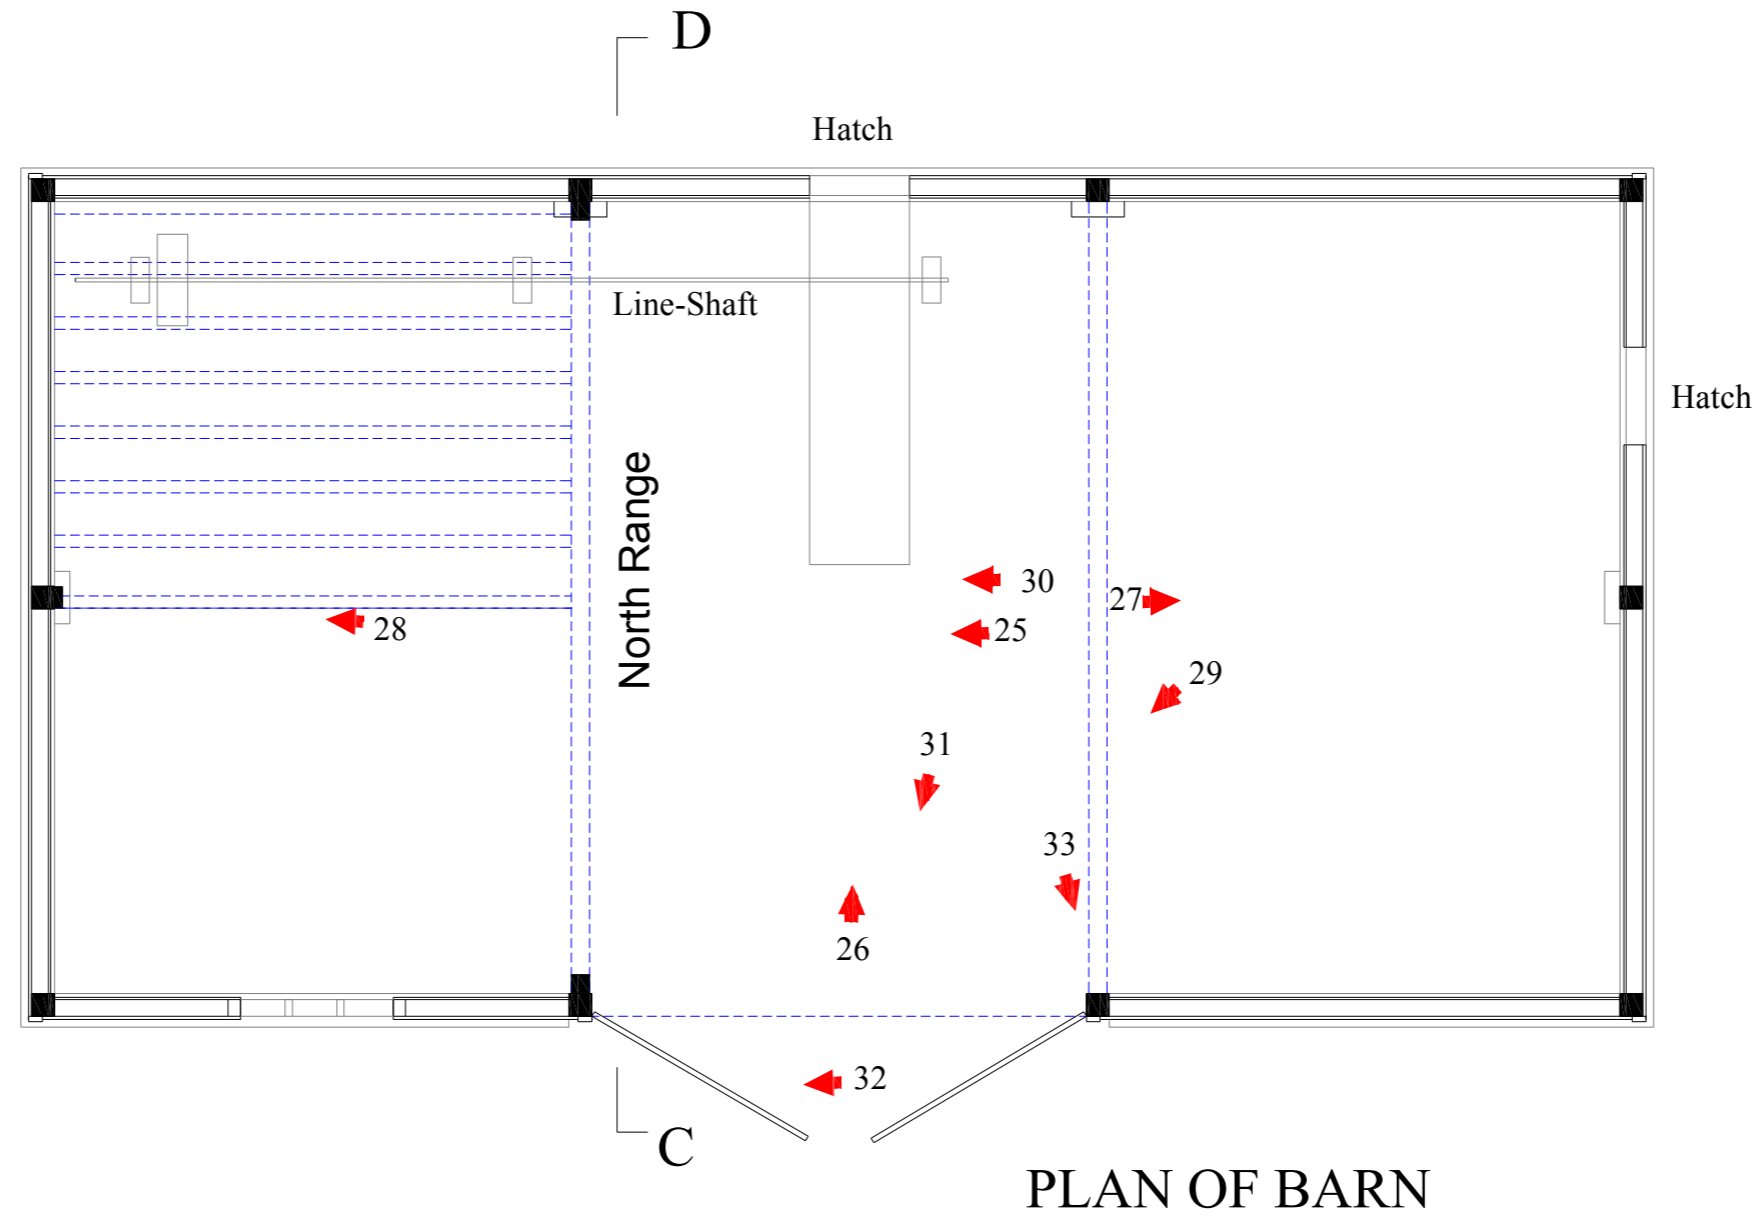 D
Hatch
Line-Shaft
Hatch
North Range
30
27
25
28
29
31
33
26
32
C
PLAN OF BARN